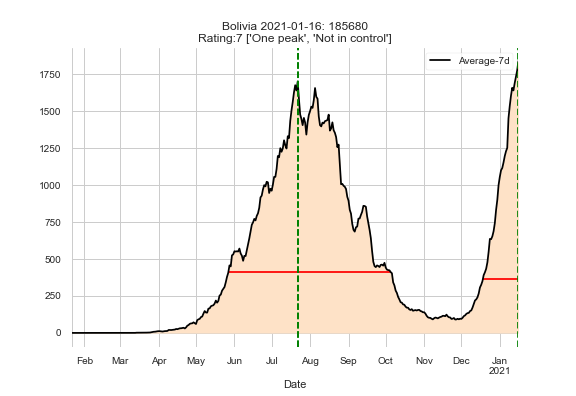 Bolivia 2021-01-16: 185680
Rating:7 ['One peak', 'Not in control']
Average-7d
1750
1500
1250
1000
750
500
250
0
Feb Mar Apr May Jun Jul Aug Sep Oct Nov Dec Jan
2021
Date